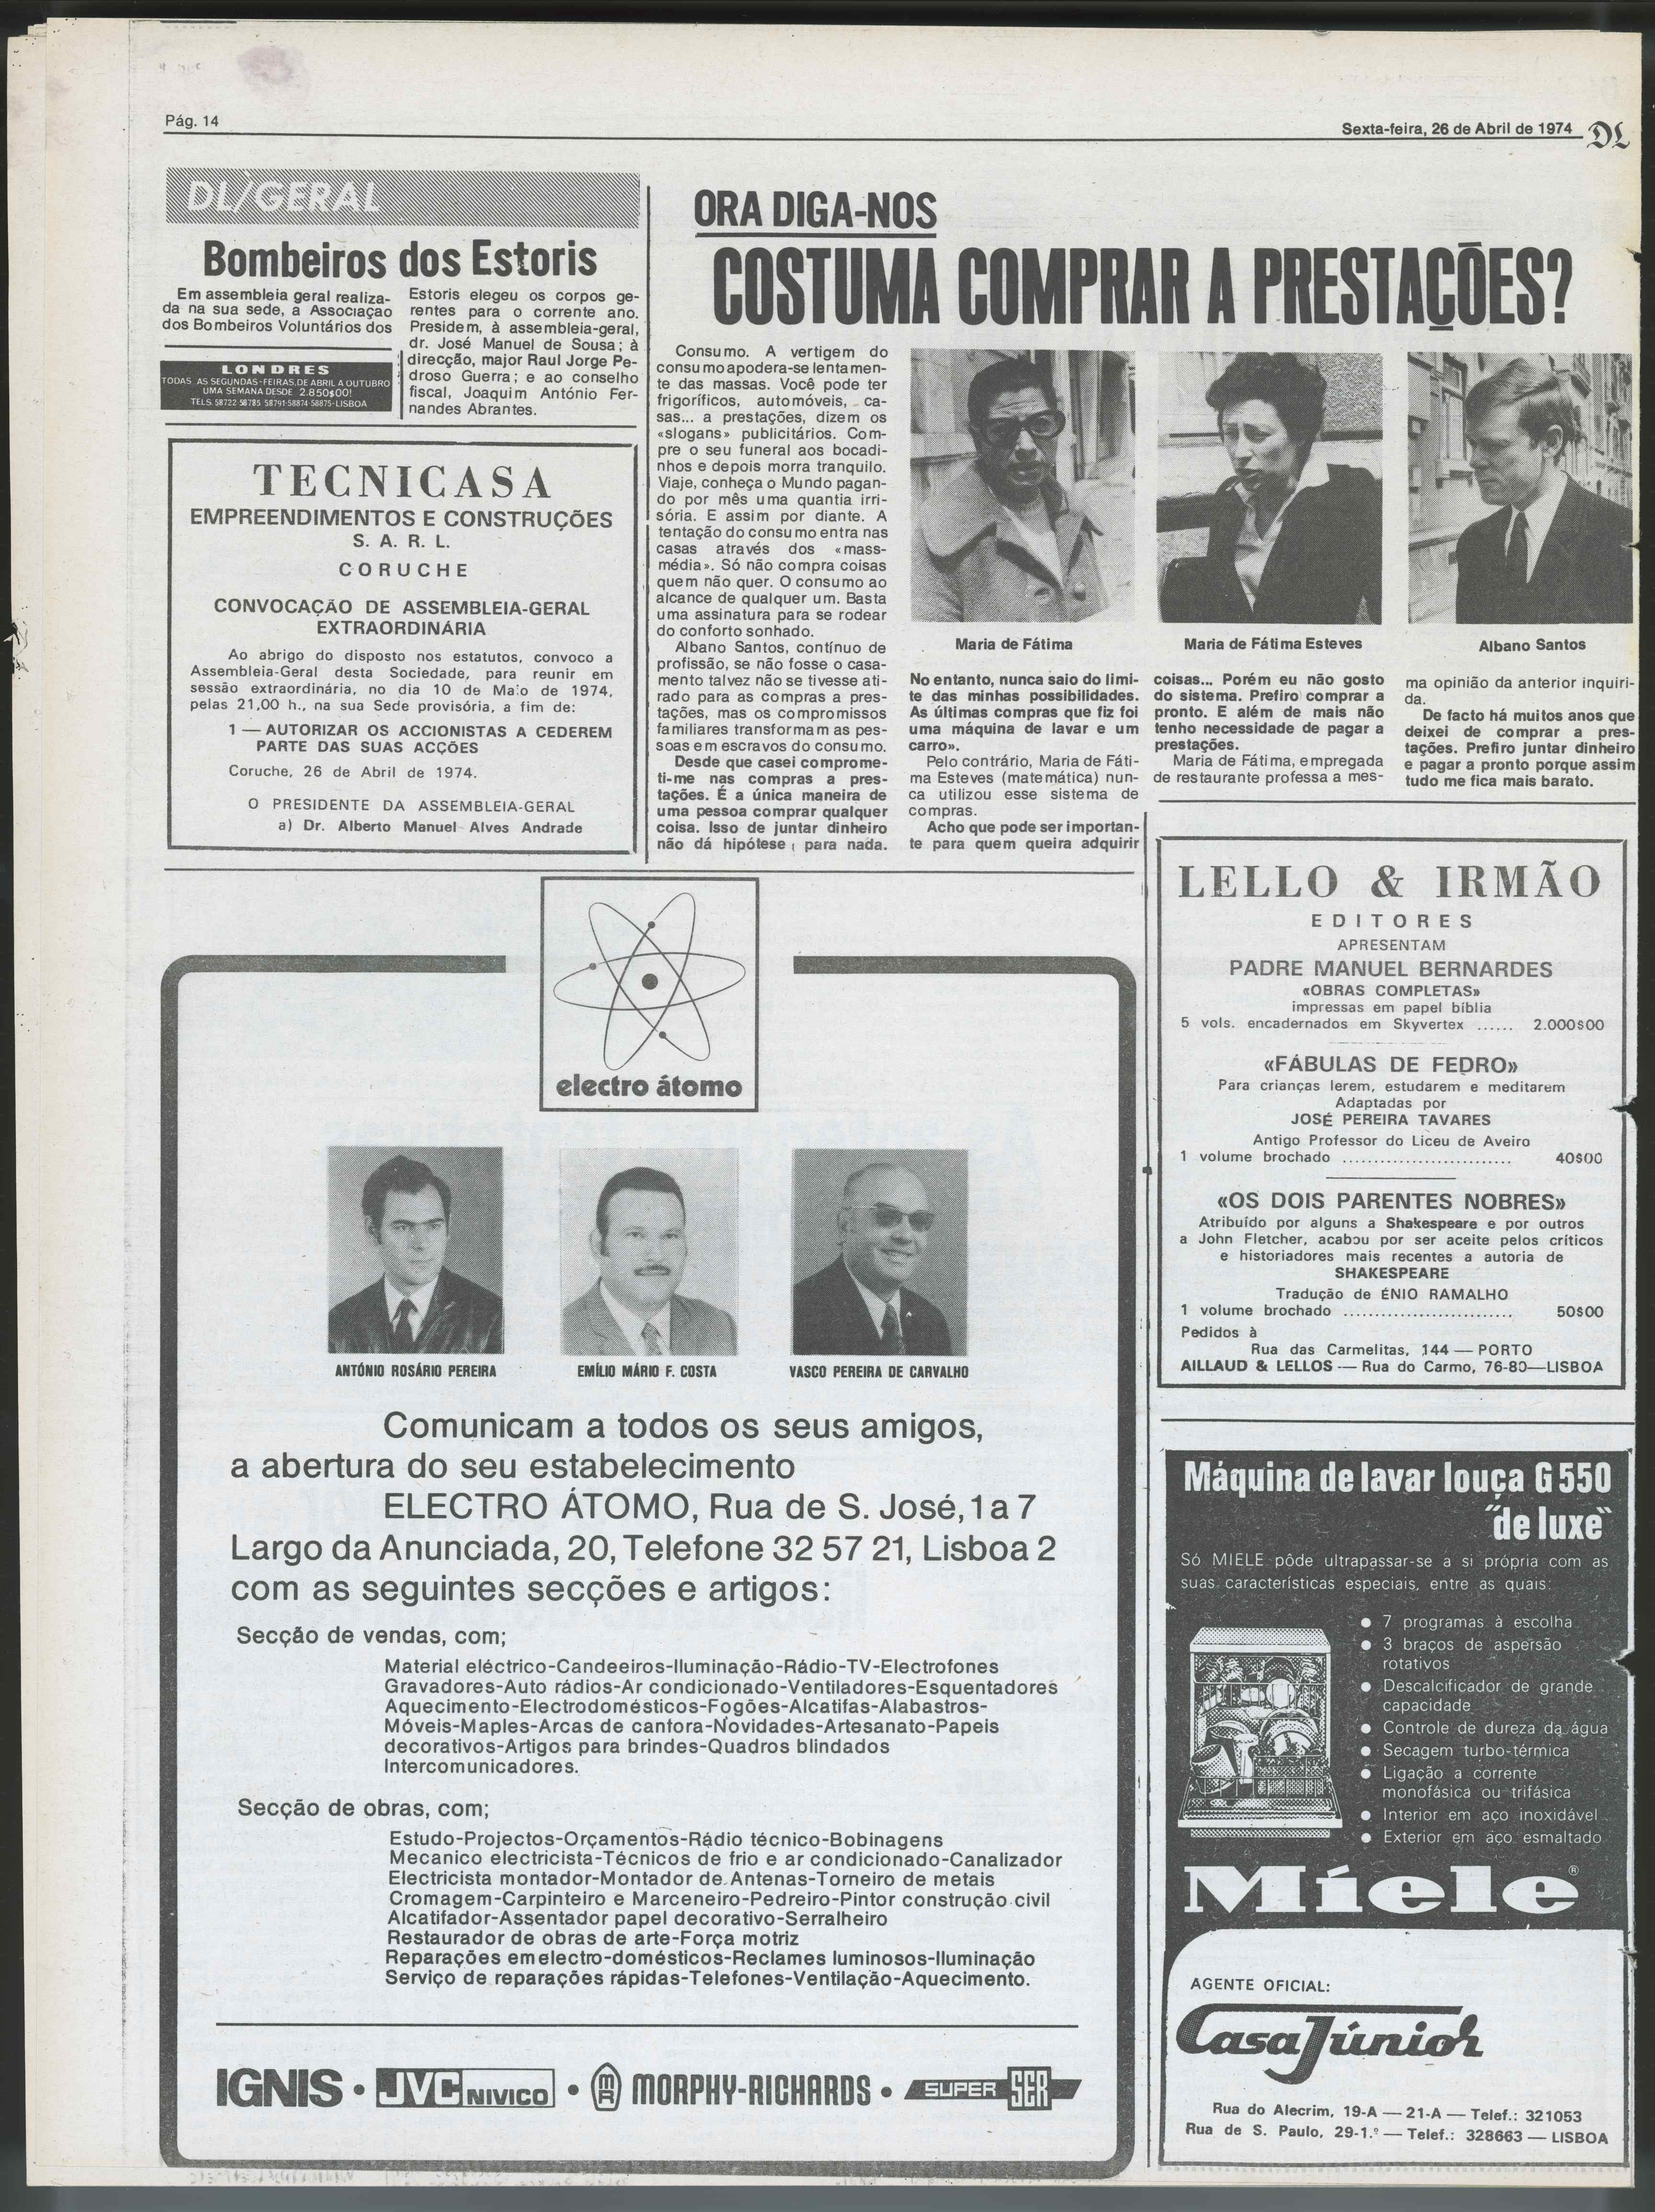 Pág. 14
Sexta-feira, 26 de Abril de 1974 DL
DL/GERAL
Bombeiros dos Estoris
Em assembleia geral realiza-
da na sua sede, a Associação
dos Bombeiros Voluntários dos
Estoris elegeu os corpos ge-
rentes para o corrente ano.
Presidem, à assembleia-geral,
dr. José Manuel de Sousa; à
direcção, major Raul Jorge Pe-
droso Guerra; e ao conselho
fiscal, Joaquim António Fer-
nandes Abrantes.
LONDRES
TODAS AS SEGUNDAS-FEIRAS, DE ABRIL A OUTUBRO
UMA SEMANA DESDE 2.850$00!
TELS. 58722-58785 58791-58874-58875-LISBOA
TECNICASA
EMPREENDIMENTOS E CONSTRUÇÕES
S. A. R. L.
CORUCHE
CONVOCAÇÃO DE ASSEMBLEIA-GERAL
EXTRAORDINÁRIA
Ao abrigo do disposto nos estatutos, convoco a
Assembleia-Geral desta Sociedade, para reunir em
sessão extraordinária, no dia 10 de Maio de 1974,
pelas 21,00 h., na sua Sede provisória, a fim de:
1 — AUTORIZAR OS ACCIONISTAS A CEDEREM
PARTE DAS SUAS ACÇÕES
Coruche, 26 de Abril de 1974.
O PRESIDENTE DA ASSEMBLEIA-GERAL
a) Dr. Alberto Manuel Alves Andrade
ORA DIGA-NOS
COSTUMA COMPRAR A PRESTAÇÕES?
Consumo. A vertigem do
consumo apodera-se lentamen-
te das massas. Você pode ter
frigoríficos, automóveis, ca-
sas... a prestações, dizem os
«slogans» publicitários. Com-
pre o seu funeral aos bocadi-
nhos e depois morra tranquilo.
Viaje, conheça o Mundo pagan-
do por mês uma quantia irri-
sória. E assim por diante. A
tentação do consumo entra nas
casas através dos «mass-
média». Só não compra coisas
quem não quer. O consumo ao
alcance de qualquer um. Basta
uma assinatura para se rodear
do conforto sonhado.
Albano Santos, contínuo de
profissão, se não fosse o casa-
mento talvez não se tivesse ati-
rado para as compras a pres-
tações, mas os compromissos
familiares transformam as pes-
soas em escravos do consumo.
Desde que casei comprome-
ti-me nas compras a pres-
tações. É a única maneira de
uma pessoa comprar qualquer
coisa. Isso de juntar dinheiro
não dá hipótese para nada.
Maria de Fátima
Maria de Fátima Esteves
Albano Santos
No entanto, nunca saio do limi-
te das minhas possibilidades.
As últimas compras que fiz foi
uma máquina de lavar e um
carro».
Pelo contrário, Maria de Fáti-
ma Esteves (matemática) nun-
ca utilizou esse sistema de
compras.
Acho que pode ser importan-
te para quem queira adquirir
coisas... Porém eu não gosto
do sistema. Prefiro comprar a
pronto. E além de mais não
tenho necessidade de pagar a
prestações.
Maria de Fátima, empregada
de restaurante professa a mes-
ma opinião da anterior inquiri-
da.
De facto há muitos anos que
deixei de comprar a pres-
tações. Prefiro juntar dinheiro
e pagar a pronto porque assim
tudo me fica mais barato.
electro átomo
ANTÓNIO ROSÁRIO PEREIRA
EMÍLIO MÁRIO F. COSTA
VASCO PEREIRA DE CARVALHO
Comunicam a todos os seus amigos,
a abertura do seu estabelecimento
ELECTRO ÁTOMO, Rua de S. José, 1 a 7
Largo da Anunciada, 20, Telefone 32 57 21, Lisboa 2
com as seguintes secções e artigos:
Secção de vendas, com;
Material eléctrico-Candeeiros-Iluminação-Rádio-TV-Electrofones
Gravadores-Auto rádios-Ar condicionado-Ventiladores-Esquentadores
Aquecimento-Electrodomésticos-Fogões-Alcatifas-Alabastros-
Móveis-Maples-Arcas de canfora-Novidades-Artesanato-Papeis
decorativos-Artigos para brindes-Quadros blindados
Intercomunicadores.
Secção de obras, com;
Estudo-Projectos-Orçamentos-Rádio técnico-Bobinagens
Mecanico electricista-Técnicos de frio e ar condicionado-Canalizador
Electricista montador-Montador de Antenas-Torneiro de metais
Cromagem-Carpinteiro e Marceneiro-Pedreiro-Pintor construção civil
Alcatifador-Assentador papel decorativo-Serralheiro
Restaurador de obras de arte-Força motriz
Reparações em electro-domésticos-Reclames luminosos-Iluminação
Serviço de reparações rápidas-Telefones-Ventilação-Aquecimento.
IGNIS • JVC NIVICO • MR MORPHY-RICHARDS • SUPER SER
LELLO & IRMÃO
EDITORES
APRESENTAM
PADRE MANUEL BERNARDES
«OBRAS COMPLETAS»
impressas em papel bíblia
5 vols. encadernados em Skyvertex ...... 2.000$00
«FÁBULAS DE FEDRO»
Para crianças lerem, estudarem e meditarem
Adaptadas por
JOSÉ PEREIRA TAVARES
Antigo Professor do Liceu de Aveiro
1 volume brochado ........................... 40$00
«OS DOIS PARENTES NOBRES»
Atribuído por alguns a Shakespeare e por outros
a John Fletcher, acabou por ser aceite pelos críticos
e historiadores mais recentes a autoria de
SHAKESPEARE
Tradução de ÉNIO RAMALHO
1 volume brochado ........................... 50$00
Pedidos à
Rua das Carmelitas, 144 — PORTO
AILLAUD & LELLOS — Rua do Carmo, 76-80—LISBOA
Máquina de lavar louça G 550
"de luxe"
Só MIELE pôde ultrapassar-se a si própria com as
suas características especiais, entre as quais:
● 7 programas à escolha
● 3 braços de aspersão
rotativos
● Descalcificador de grande
capacidade
● Controle de dureza da água
● Secagem turbo-térmica
● Ligação a corrente
monofásica ou trifásica
● Interior em aço inoxidável
● Exterior em aço esmaltado
Miele ®
AGENTE OFICIAL:
Casa Júnior
Rua do Alecrim, 19-A — 21-A — Telef.: 321053
Rua de S. Paulo, 29-1.º — Telef.: 328663 — LISBOA